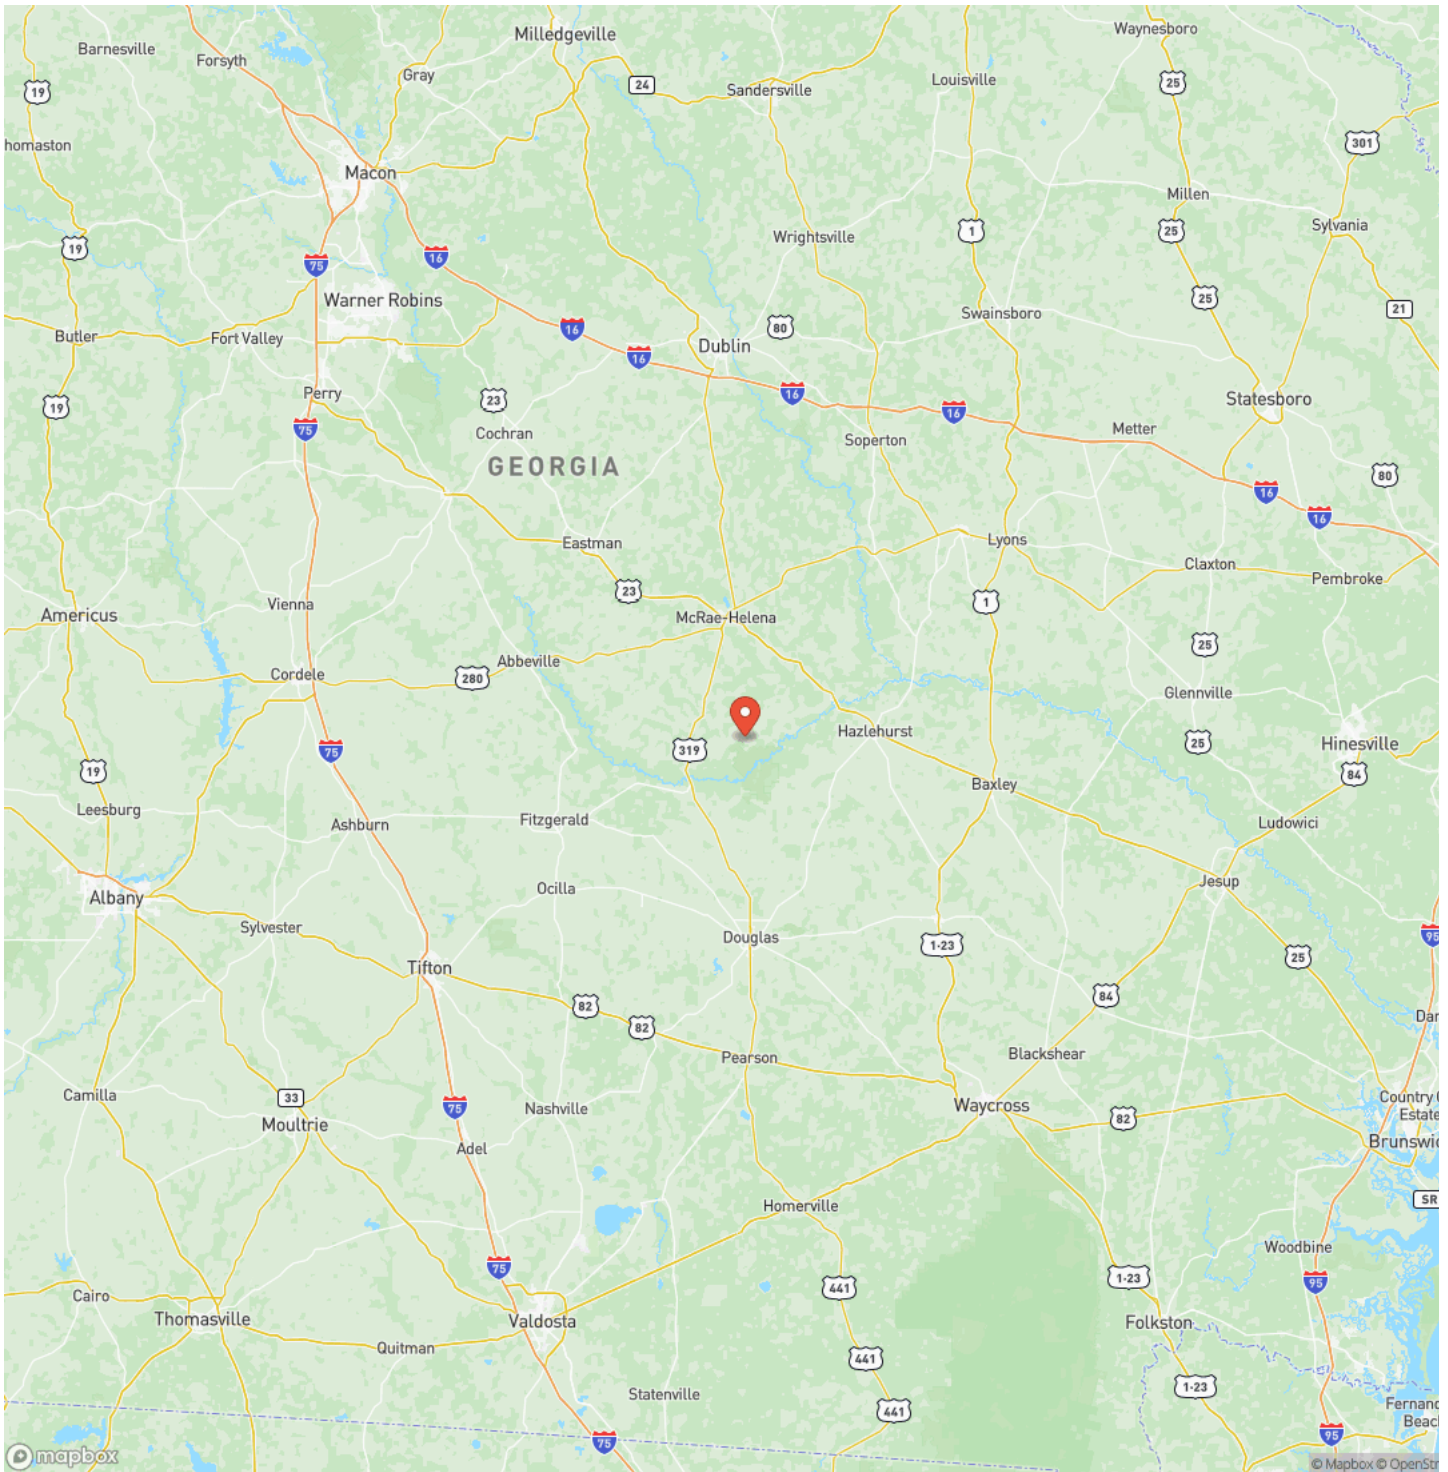 Milledgeville
Waynesboro
Barnesville
Forsyth
Gray
24
Sandersville
Louisville
25
19
301
homaston
Macon
Millen
Sylvania
Wrightsville
1
25
19
16
75
Warner Robins
25
21
Swainsboro
16
80
Butler
Fort Valley
16
Dublin
Perry
23
16
Statesboro
19
16
75
Cochran
Soperton
Metter
GEORGIA
80
16
16
Eastman
Lyons
Claxton
Pembroke
23
1
Vienna
Americus
McRae-Helena
25
Abbeville
Cordele
280
Glennville
Hazlehurst
319
25
Hinesville
75
19
84
Baxley
Leesburg
Ashburn
Fitzgerald
Ludowici
Albany
Ocilla
Jesup
Sylvester
Douglas
1-23
95
25
Tifton
82
84
Dar
82
Pearson
Blackshear
Camilla
33
75
Nashville
Waycross
82
Country C
Estate
Moultrie
Adel
Brunswic
SR
Homerville
Woodbine
75
1-23
95
441
Cairo
Thomasville
Valdosta
Folkston
Quitman
441
1-23
Statenville
441
Fernand
Beach
75
95
mapbox
© Mapbox © OpenStr